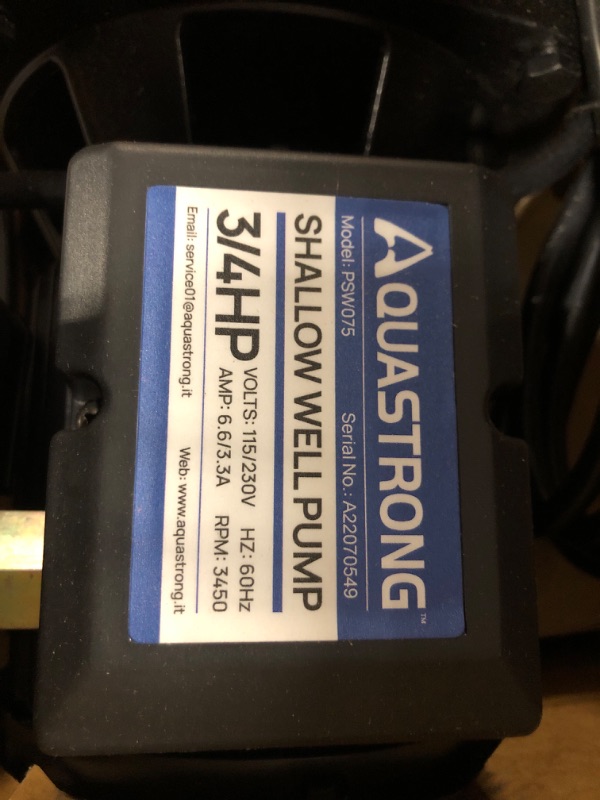 AQUASTRONG™
Model: PSW075 Serial No.: A22070549
SHALLOW WELL PUMP
3/4HP
VOLTS: 115/230V HZ: 60Hz
AMP: 6.6/3.3A RPM: 3450
Email: service01@aquastrong.it Web: www.aquastrong.it